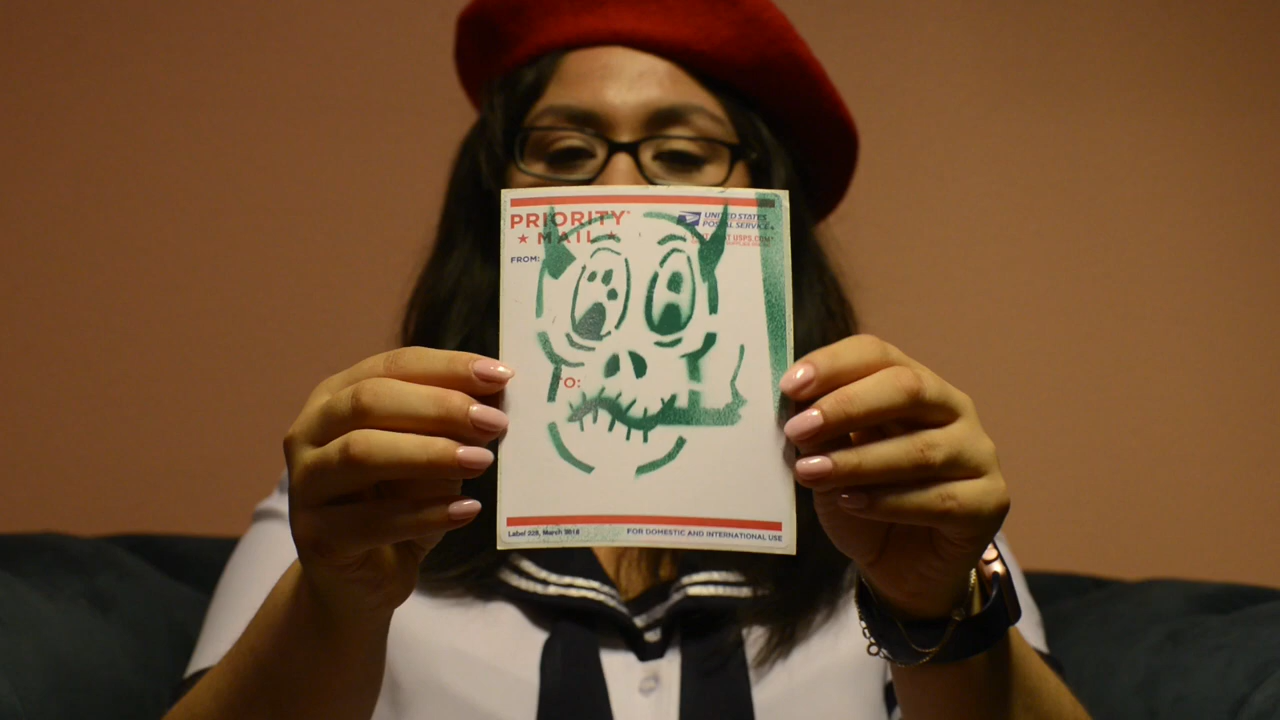 PRIORITY
★ MAIL ★
UNITED STATES
POSTAL SERVICE®
FROM:
TO:
Label 228, March 2016
FOR DOMESTIC AND INTERNATIONAL USE